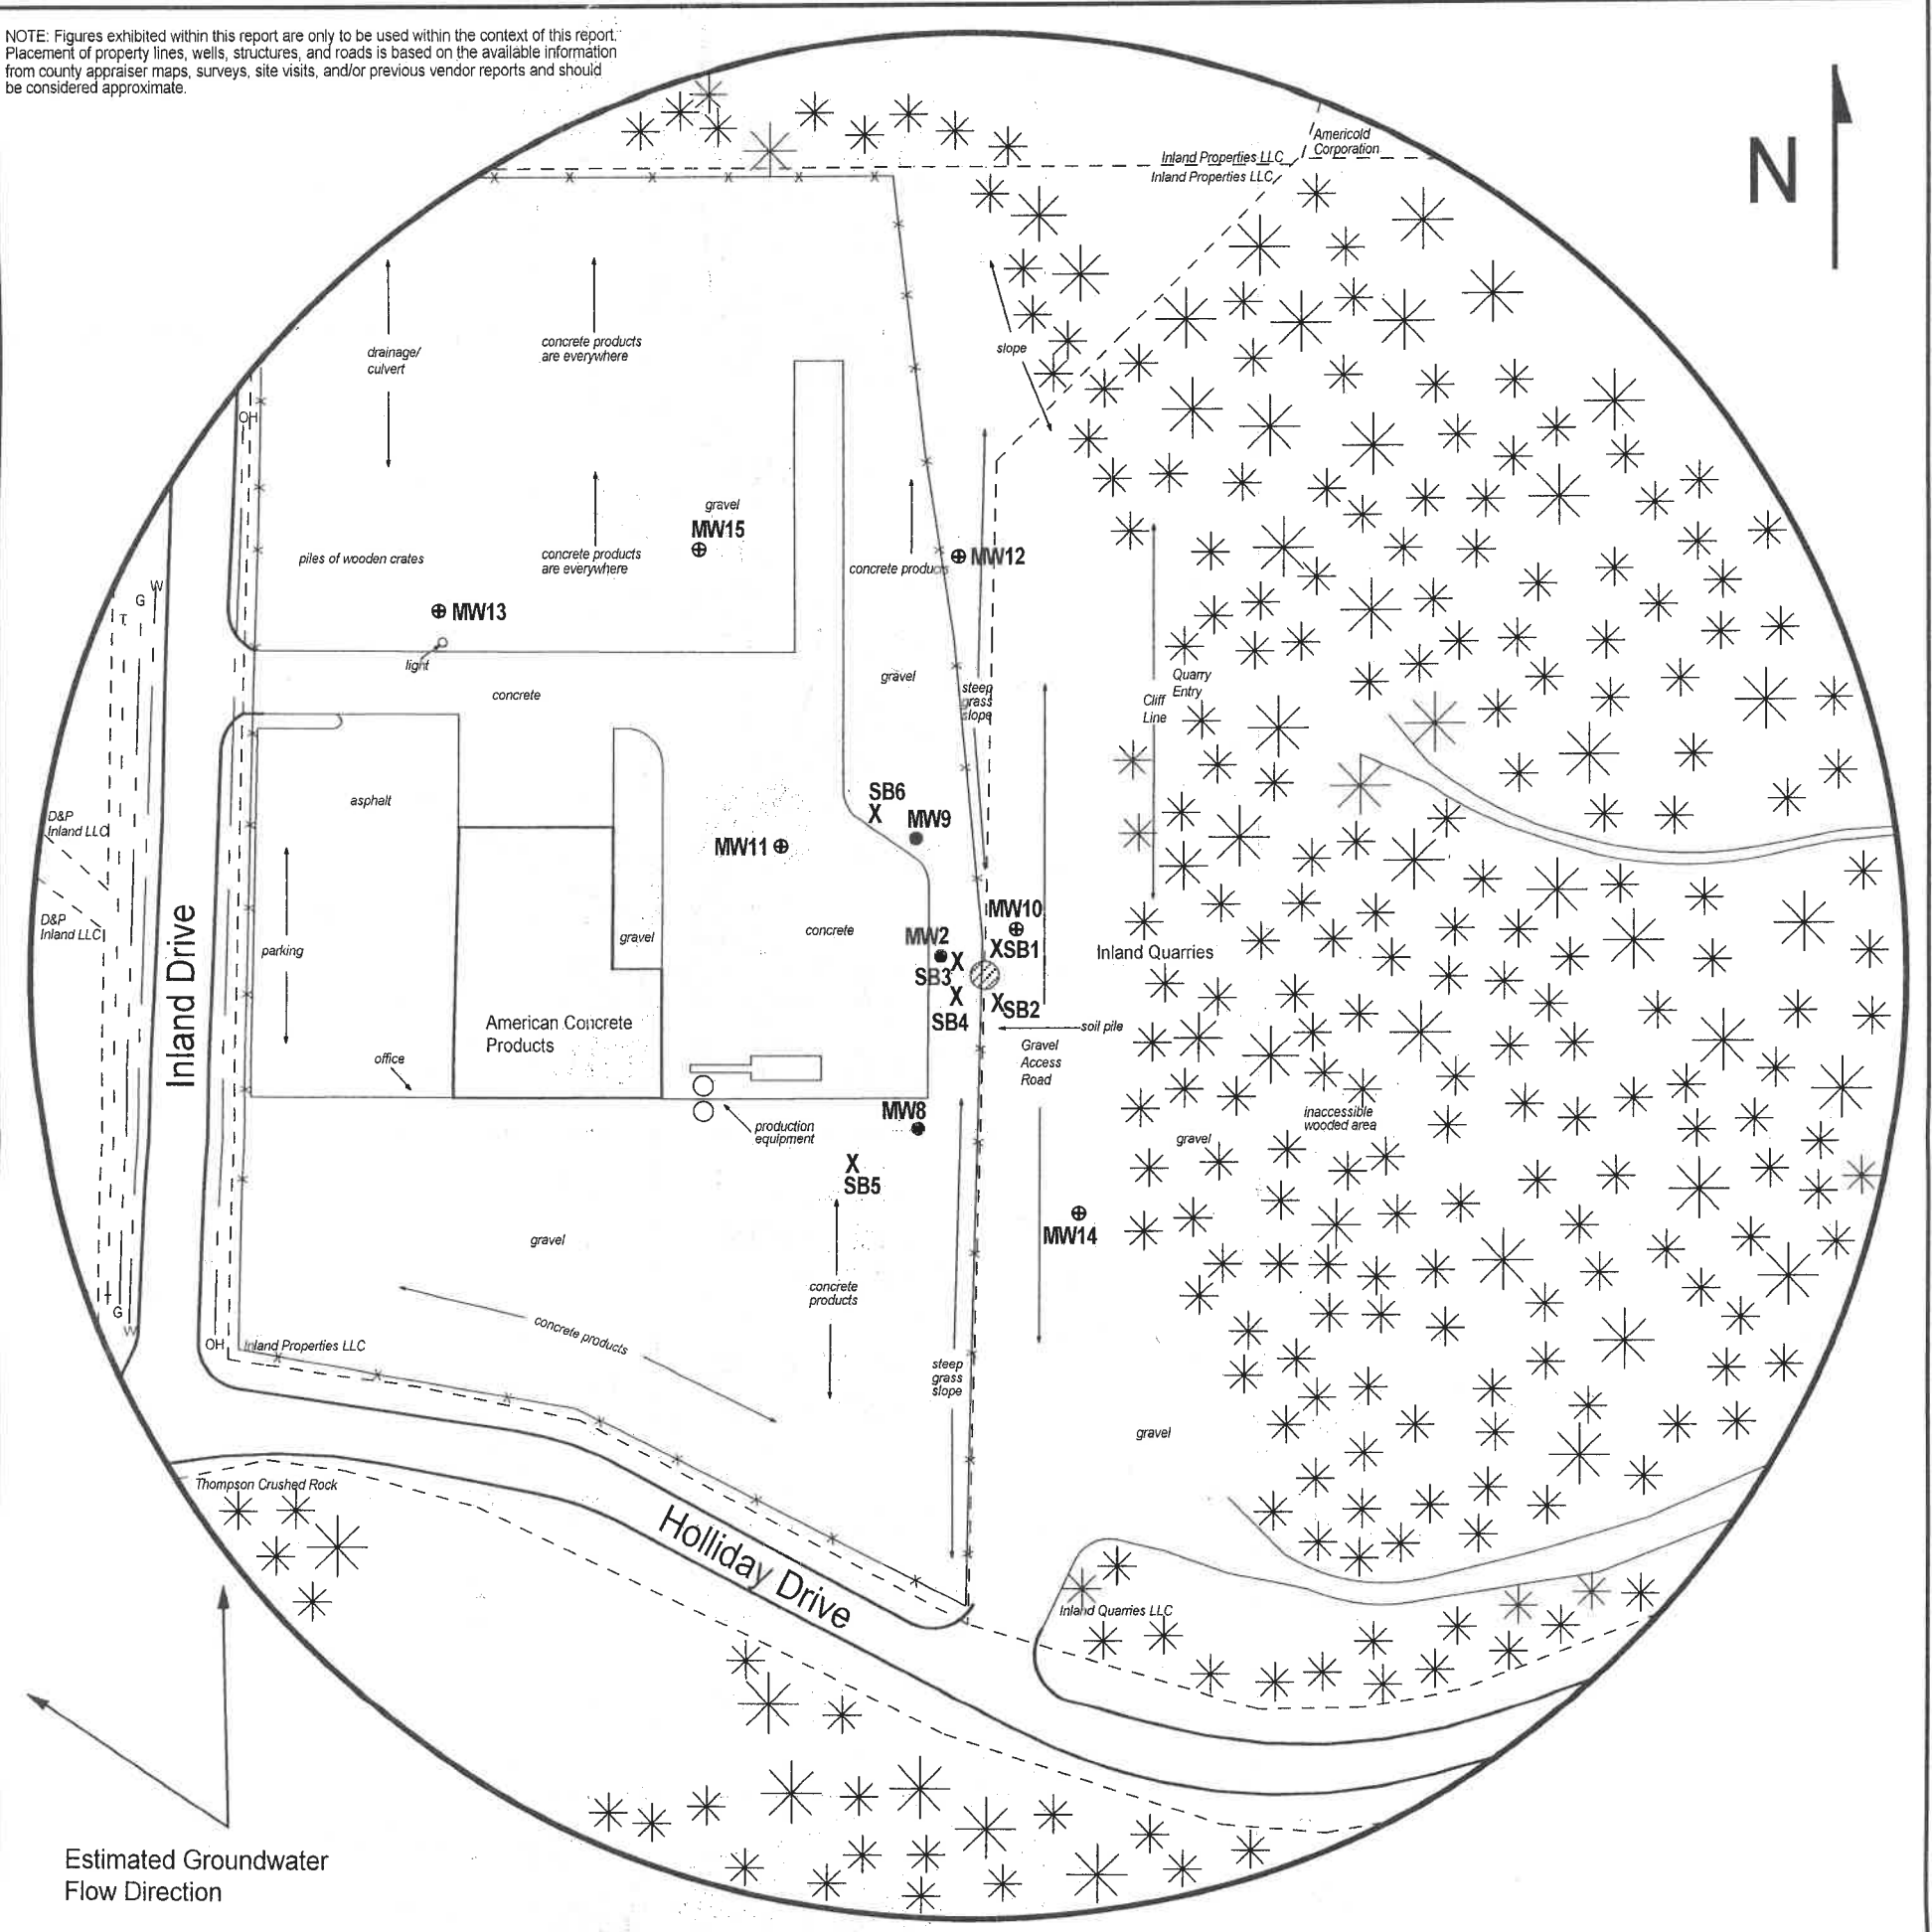 NOTE: Figures exhibited within this report are only to be used within the context of this report.
Placement of property lines, wells, structures, and roads is based on the available information
from county appraiser maps, surveys, site visits, and/or previous vendor reports and should
be considered approximate.
Americold
Corporation
Inland Properties LLC
Inland Properties LLC
N
drainage/
culvert
concrete products
are everywhere
slope
OH
gravel
MW15
piles of wooden crates
concrete products
are everywhere
concrete products
MW12
W
G
T
MW13
light
gravel
concrete
steep
grass
slope
Quarry
Entry
Cliff
Line
asphalt
SB6
X
MW9
D&P
Inland LLC
MW11
MW10
D&P
Inland LLC
Inland Drive
parking
gravel
concrete
MW2
XSB1
X
SB3
Inland Quarries
X
SB4
X
SB2
soil pile
American Concrete
Products
Gravel
Access
Road
office
MW8
production
equipment
inaccessible
wooded area
gravel
X
SB5
MW14
gravel
concrete
products
T
G
W
OH
Inland Properties LLC
concrete products
steep
grass
slope
gravel
Thompson Crushed Rock
Holliday Drive
Inland Quarries LLC
Estimated Groundwater
Flow Direction